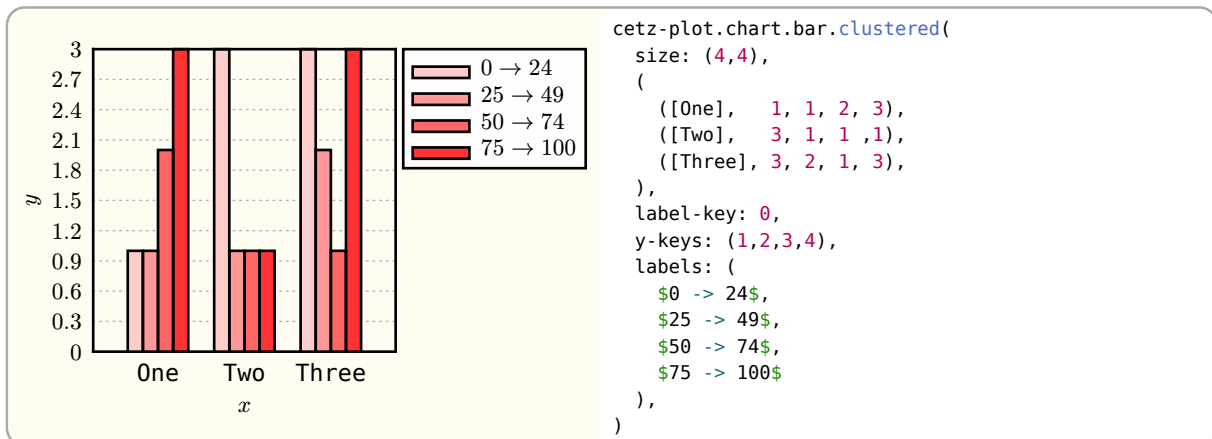 3
2.7
2.4
2.1
1.8
1.5
1.2
0.9
0.6
0.3
0
y
One Two Three
x
0 → 24
25 → 49
50 → 74
75 → 100
cetz-plot.chart.bar.clustered(
  size: (4,4),
  (
    ([One],   1, 1, 2, 3),
    ([Two],   3, 1, 1 ,1),
    ([Three], 3, 2, 1, 3),
  ),
  label-key: 0,
  y-keys: (1,2,3,4),
  labels: (
    $0 -> 24$,
    $25 -> 49$,
    $50 -> 74$,
    $75 -> 100$
  ),
)